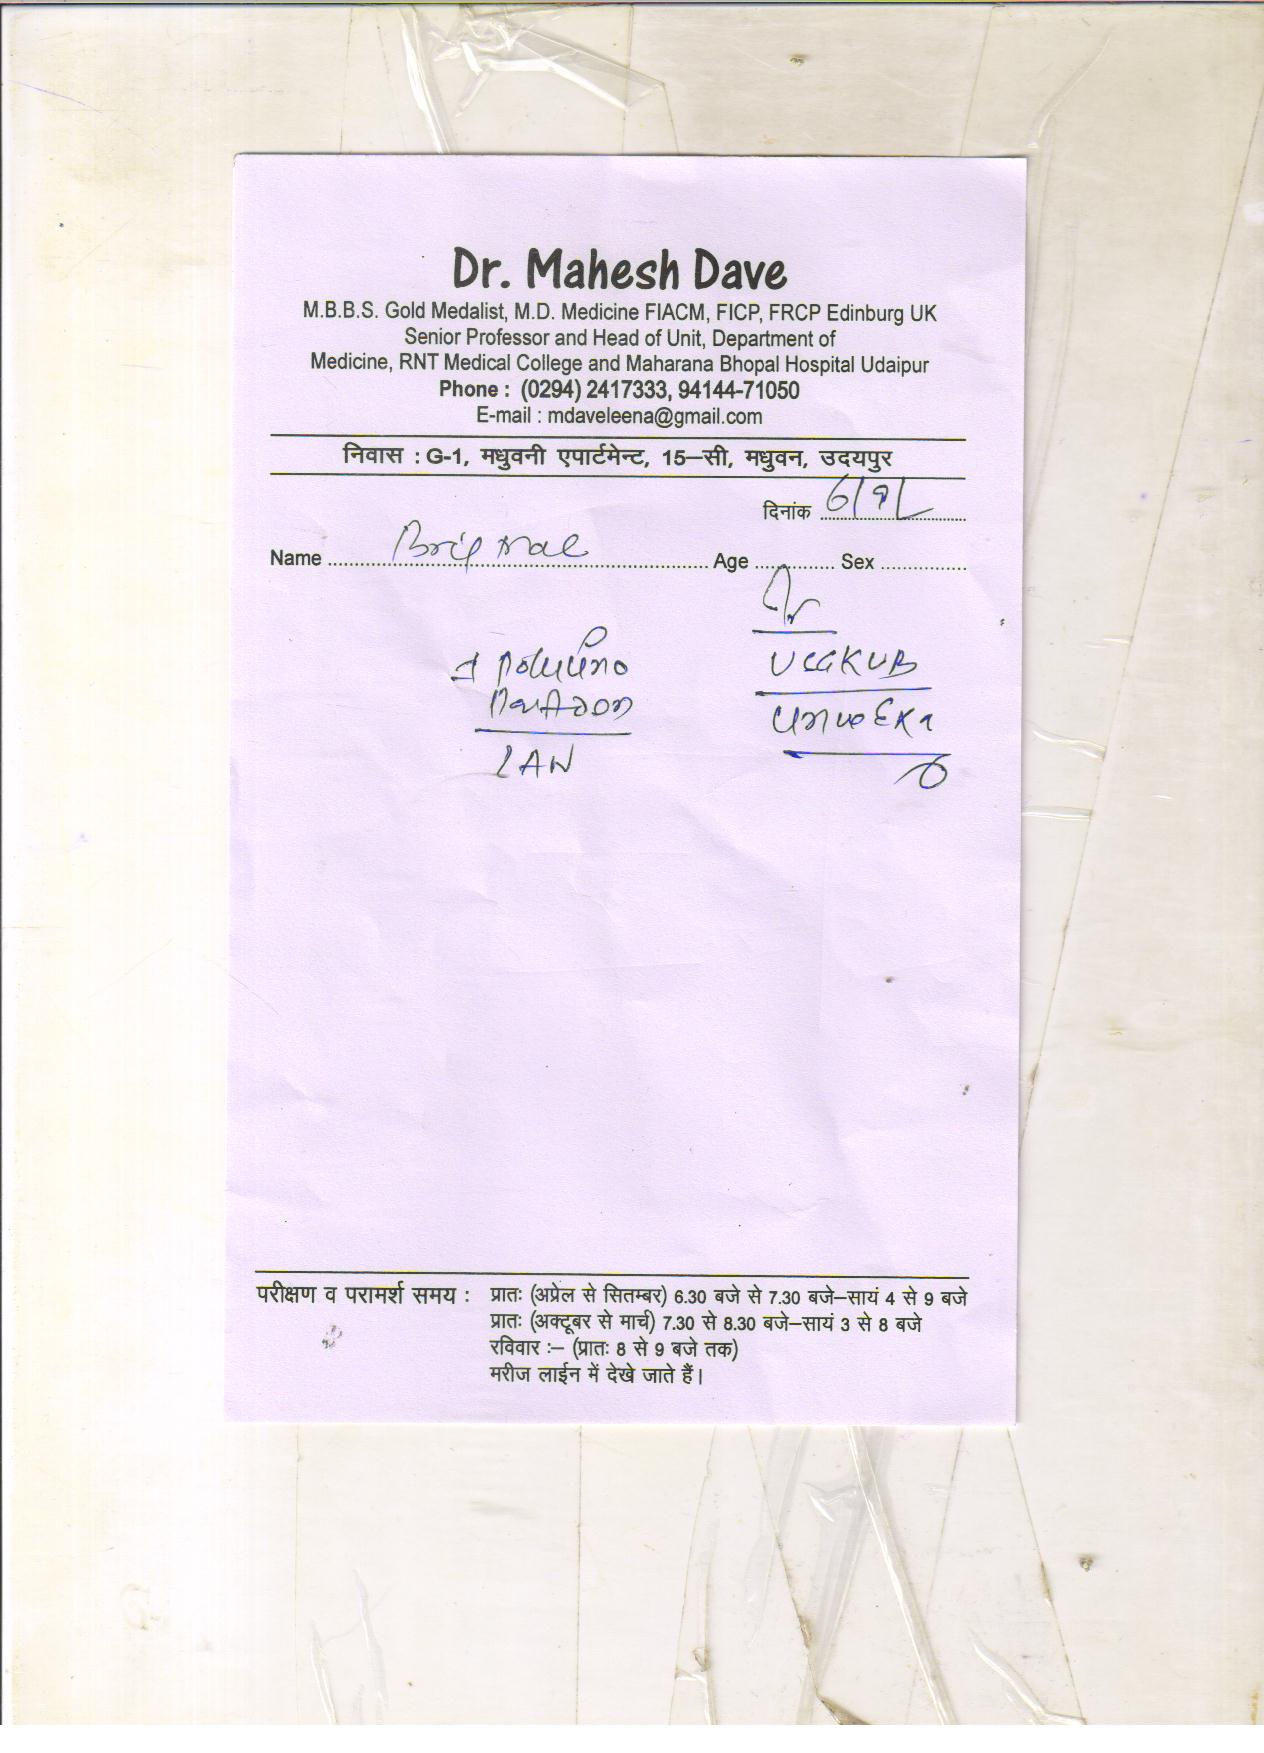 Dr. Mahesh Dave
M.B.B.S. Gold Medalist, M.D. Medicine FIACM, FICP, FRCP Edinburg UK
Senior Professor and Head of Unit, Department of
Medicine, RNT Medical College and Maharana Bhopal Hospital Udaipur
Phone : (0294) 2417333, 94144-71050
E-mail : mdaveleena@gmail.com
निवास : G-1, मधुवनी एपार्टमेन्ट, 15–सी, मधुवन, उदयपुर
दिनांक 6/9/
Name Age Sex
परीक्षण व परामर्श समय : प्रातः (अप्रेल से सितम्बर) 6.30 बजे से 7.30 बजे–सायं 4 से 9 बजे
प्रातः (अक्टूबर से मार्च) 7.30 से 8.30 बजे–सायं 3 से 8 बजे
रविवार :– (प्रातः 8 से 9 बजे तक)
मरीज लाईन में देखे जाते हैं।